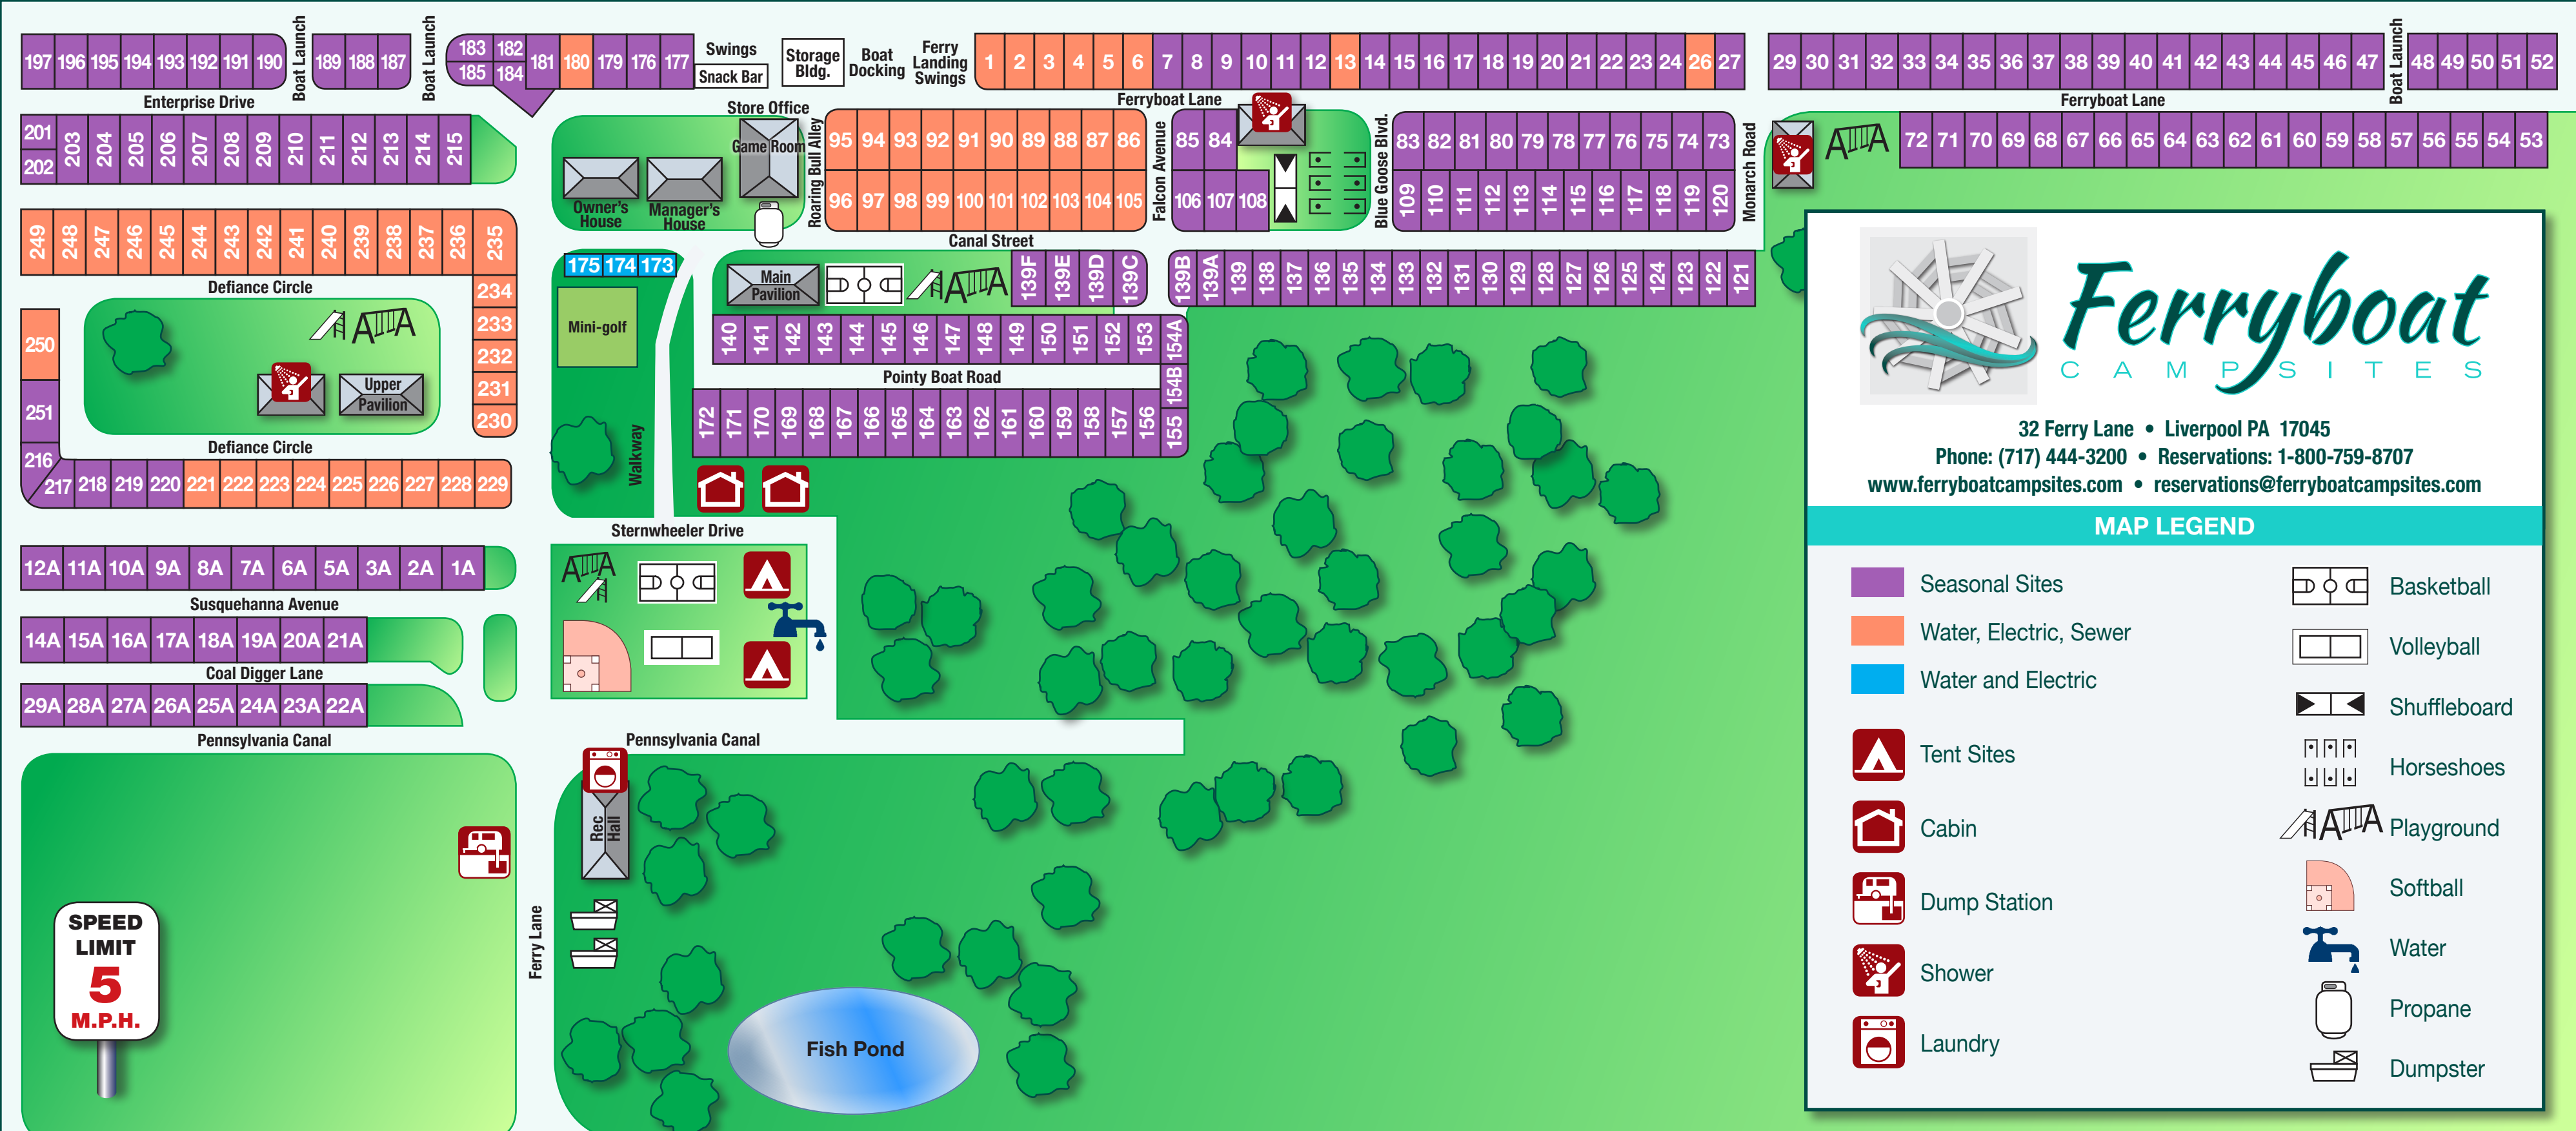 197 196 195 194 193 192 191 190
Boat Launch
189 188 187
Boat Launch
183 182
185 184
181 180 179 176 177
Swings
Snack Bar
Storage
Bldg.
Boat
Docking
Ferry
Landing
Swings
1 2 3 4 5 6 7 8 9 10 11 12 13 14 15 16 17 18 19 20 21 22 23 24 26 27
29 30 31 32 33 34 35 36 37 38 39 40 41 42 43 44 45 46 47
Boat Launch
48 49 50 51 52
Enterprise Drive
Ferryboat Lane
Ferryboat Lane
201
202
203 204 205 206 207 208 209 210 211 212 213 214 215
Store Office
Game Room
Owner's
House
Manager's
House
Roaring Bull Alley
95 94 93 92 91 90 89 88 87 86
96 97 98 99 100 101 102 103 104 105
Falcon Avenue
85 84
106 107 108
Blue Goose Blvd.
83 82 81 80 79 78 77 76 75 74 73
109 110 111 112 113 114 115 116 117 118 119 120
Monarch Road
72 71 70 69 68 67 66 65 64 63 62 61 60 59 58 57 56 55 54 53
Canal Street
249 248 247 246 245 244 243 242 241 240 239 238 237 236 235
234
233
232
231
230
Defiance Circle
250
251
216
Upper
Pavilion
Defiance Circle
217 218 219 220 221 222 223 224 225 226 227 228 229
175 174 173
Mini-golf
Walkway
Main
Pavilion
139F 139E 139D 139C
139B 139A 139 138 137 136 135 134 133 132 131 130 129 128 127 126 125 124 123 122 121
140 141 142 143 144 145 146 147 148 149 150 151 152 153 154A
Pointy Boat Road
154B
172 171 170 169 168 167 166 165 164 163 162 161 160 159 158 157 156 155
Sternwheeler Drive
12A 11A 10A 9A 8A 7A 6A 5A 3A 2A 1A
Susquehanna Avenue
14A 15A 16A 17A 18A 19A 20A 21A
Coal Digger Lane
29A 28A 27A 26A 25A 24A 23A 22A
Pennsylvania Canal
Pennsylvania Canal
Rec
Hall
Ferry Lane
SPEED
LIMIT
5
M.P.H.
Fish Pond
Ferryboat
CAMPSITES
32 Ferry Lane • Liverpool PA 17045
Phone: (717) 444-3200 • Reservations: 1-800-759-8707
www.ferryboatcampsites.com • reservations@ferryboatcampsites.com
MAP LEGEND
Seasonal Sites
Water, Electric, Sewer
Water and Electric
Tent Sites
Cabin
Dump Station
Shower
Laundry
Basketball
Volleyball
Shuffleboard
Horseshoes
Playground
Softball
Water
Propane
Dumpster